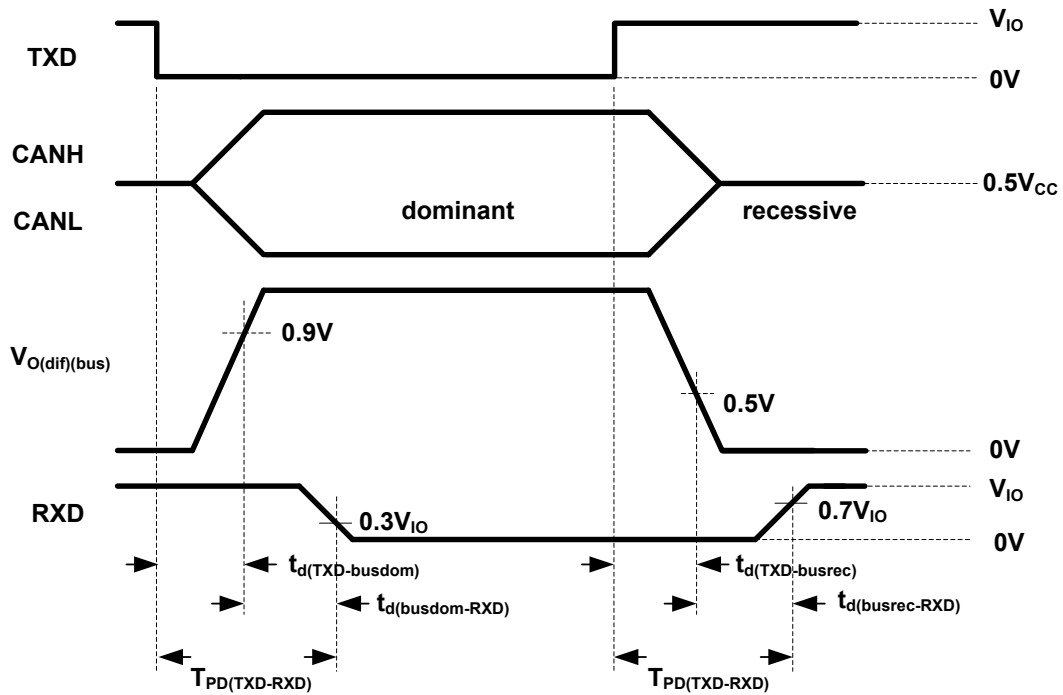 V_IO
TXD
0V
CANH
0.5V_CC
CANL
dominant
recessive
0.9V
V_O(dif)(bus)
0.5V
0V
V_IO
RXD
0.3V_IO
0.7V_IO
0V
t_d(TXD-busdom)
t_d(TXD-busrec)
t_d(busdom-RXD)
t_d(busrec-RXD)
T_PD(TXD-RXD)
T_PD(TXD-RXD)